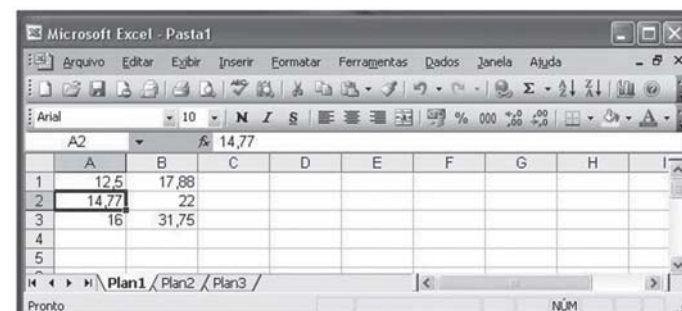 Microsoft Excel - Pasta1
Arquivo Editar Exibir Inserir Formatar Ferramentas Dados Janela Ajuda
Arial 10 N I S % 000
A2 fx 14,77
A B C D E F G H I
1 12,5 17,88
2 14,77 22
3 16 31,75
4
5
Plan1 / Plan2 / Plan3 /
Pronto NÚM